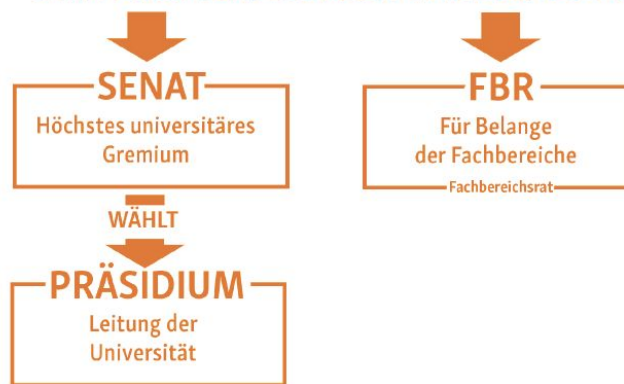 SENAT
Höchstes universitäres
Gremium
WÄHLT
PRÄSIDIUM
Leitung der
Universität
FBR
Für Belange
der Fachbereiche
Fachbereichsrat